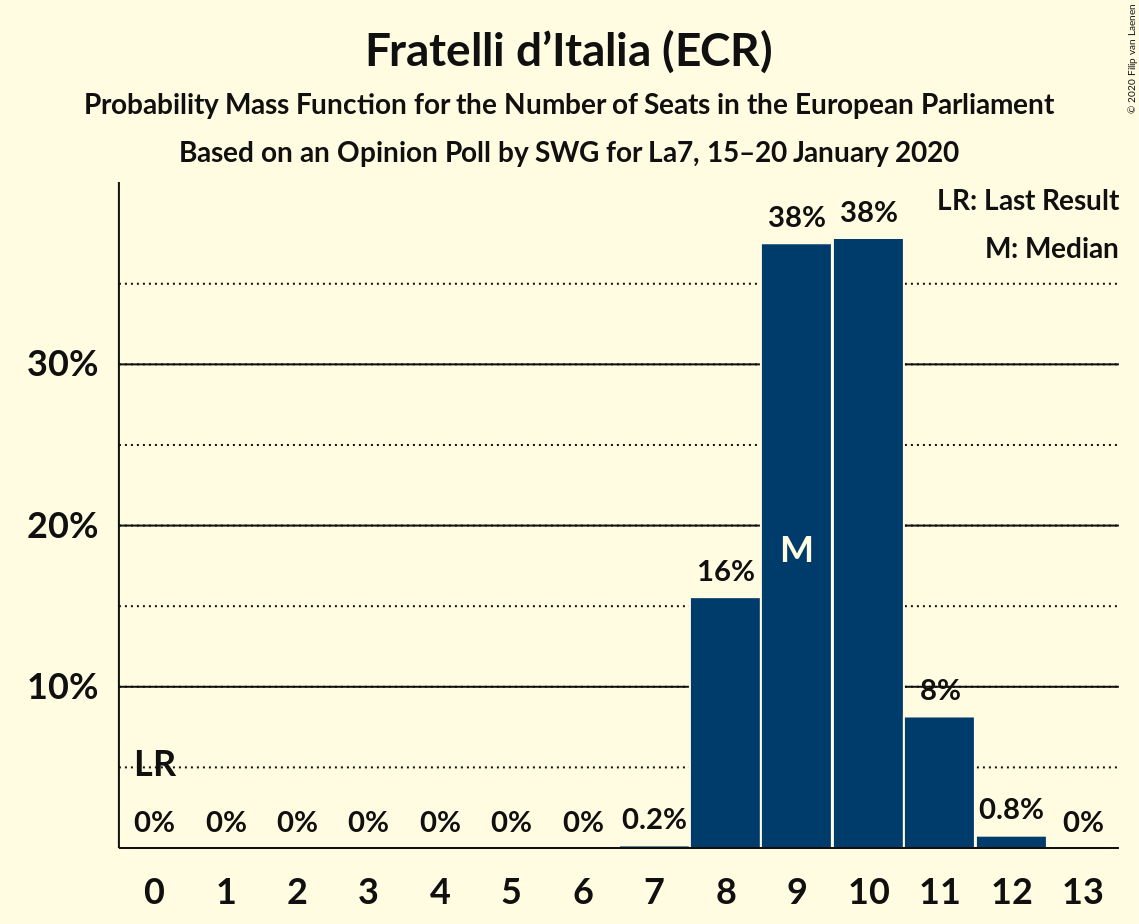 Fratelli d’Italia (ECR)
Probability Mass Function for the Number of Seats in the European Parliament
Based on an Opinion Poll by SWG for La7, 15–20 January 2020
© 2020 Filip van Laenen
LR: Last Result
M: Median
38% 38%
30%
20%
M
16%
10%
8%
LR
0% 0% 0% 0% 0% 0% 0% 0.2% 0.8% 0%
0 1 2 3 4 5 6 7 8 9 10 11 12 13